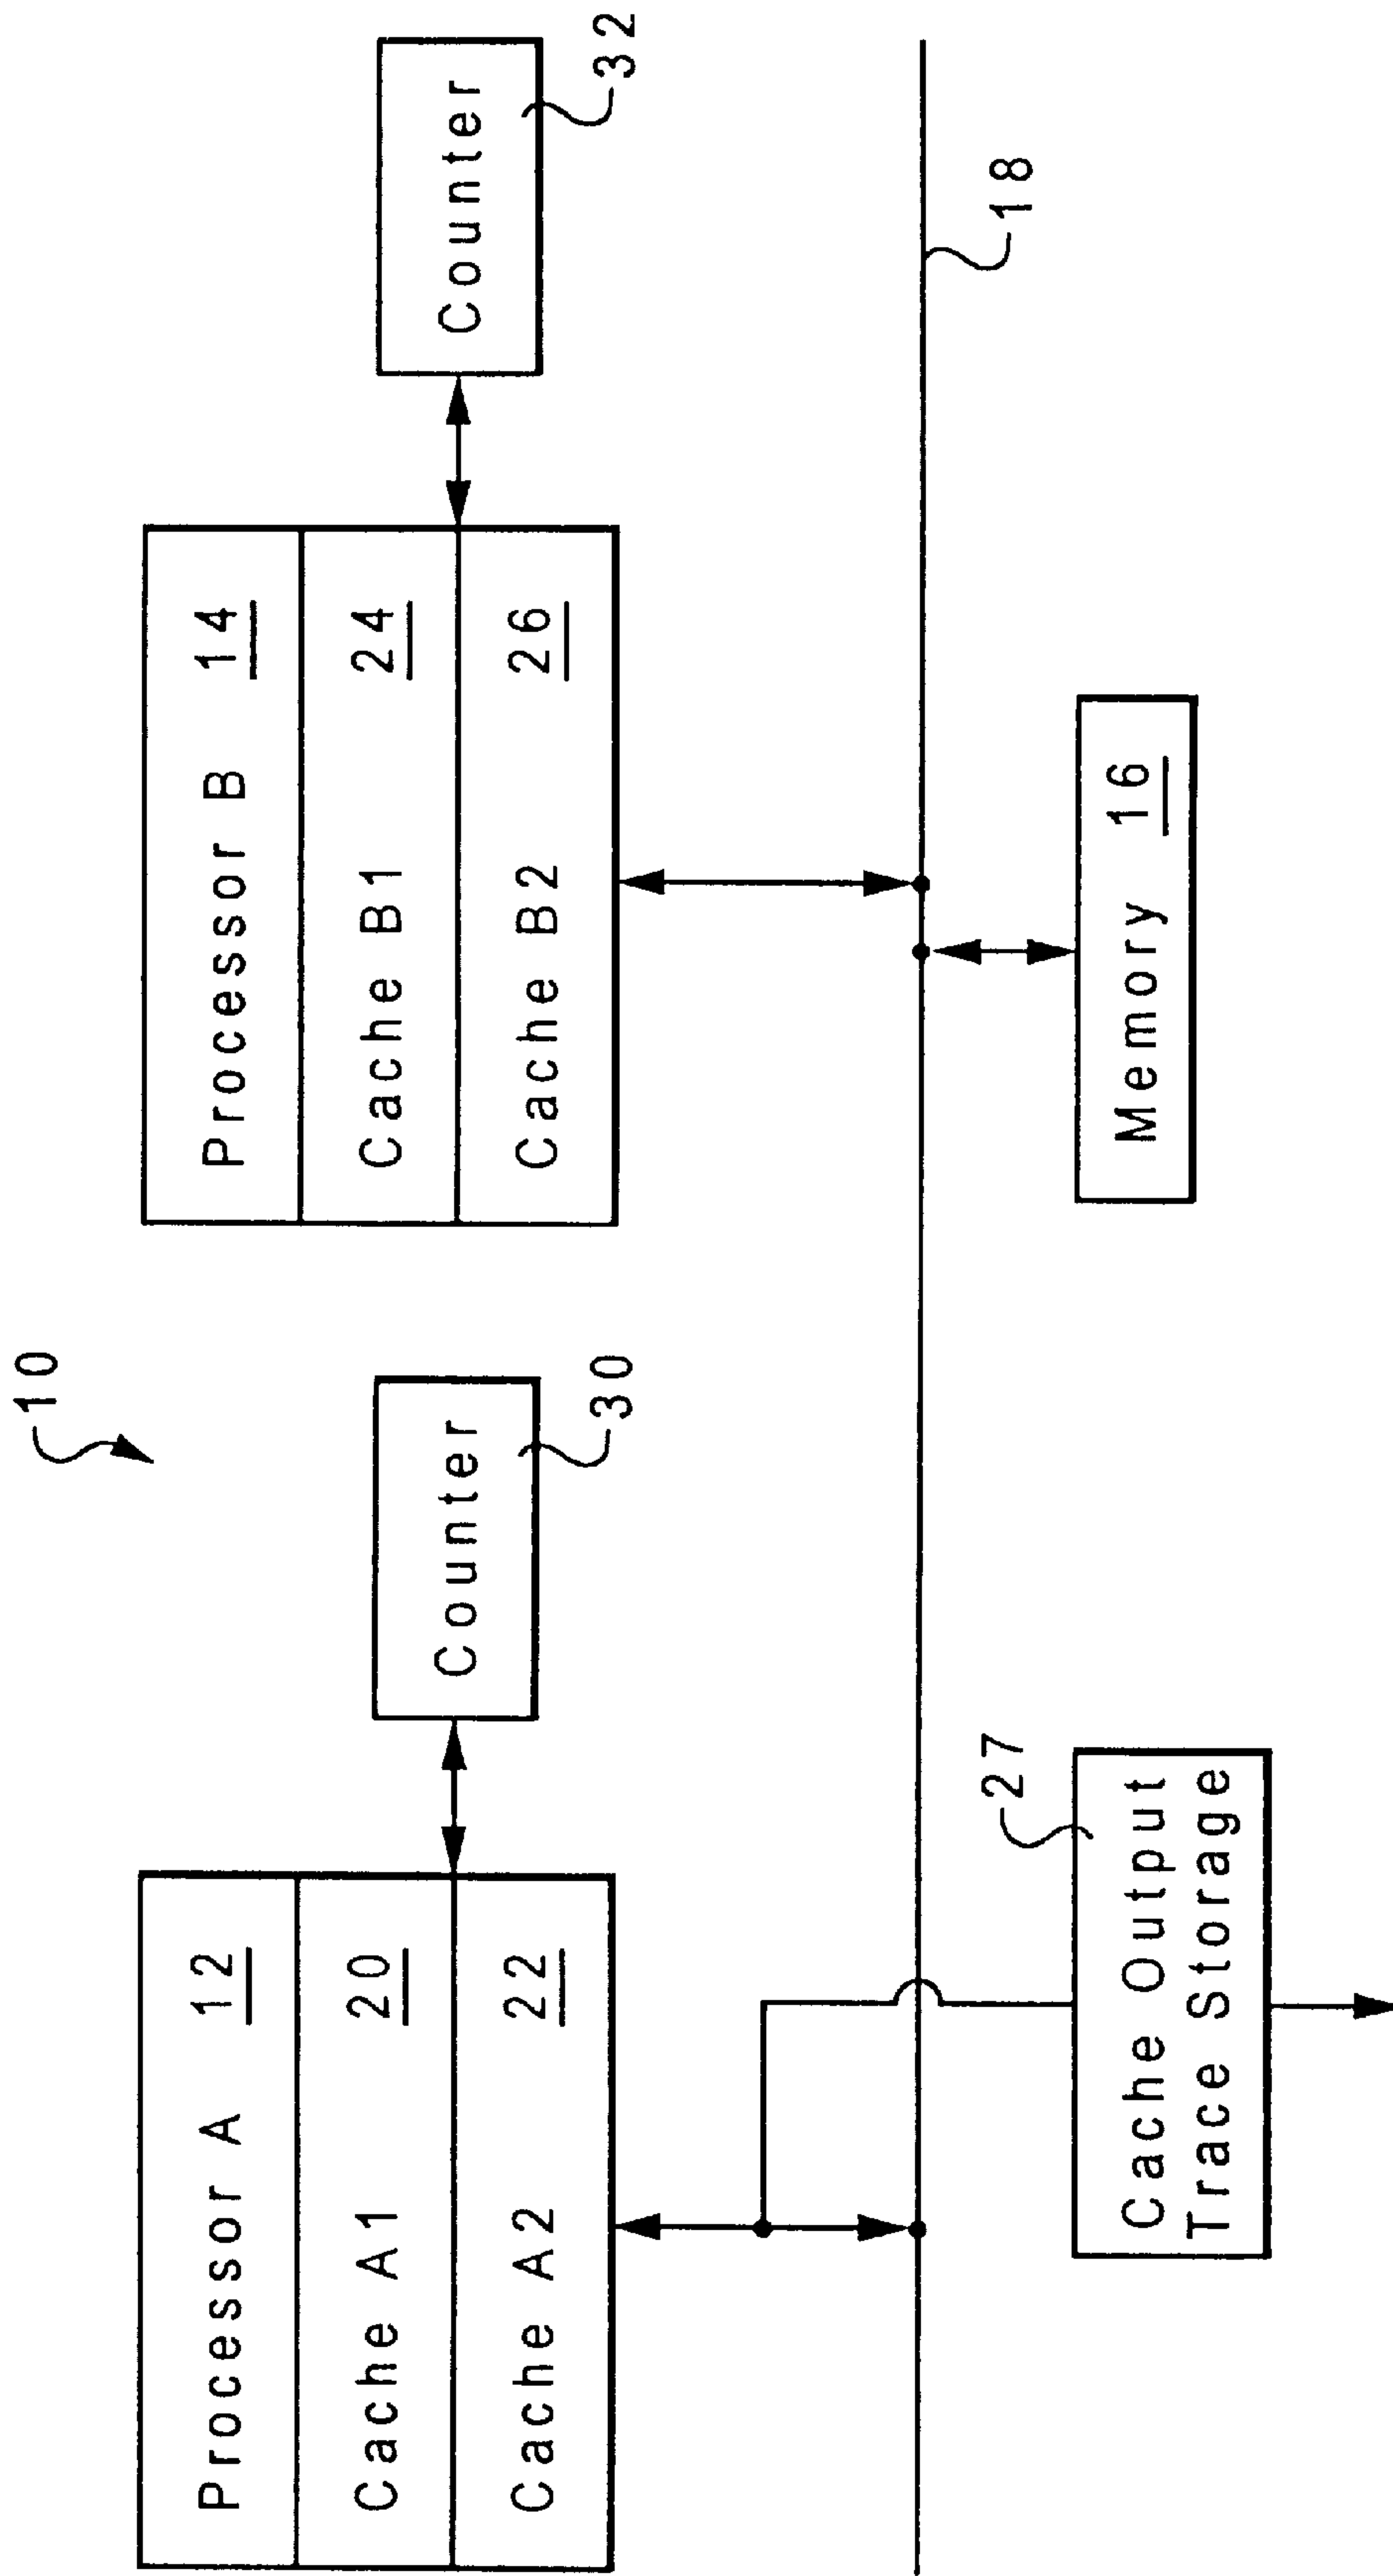 10
Processor A 12
Cache A1 20
Cache A2 22
Counter
30
Processor B 14
Cache B1 24
Cache B2 26
Counter
32
18
27
Cache Output
Trace Storage
Memory 16